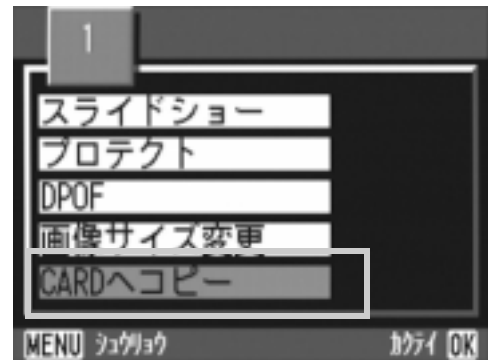 1
スライドショー
プロテクト
DPOF
画像サイズ変更
CARDへコピー
MENU ｼｭｳﾘｮｳ ｶｸﾃｲ OK